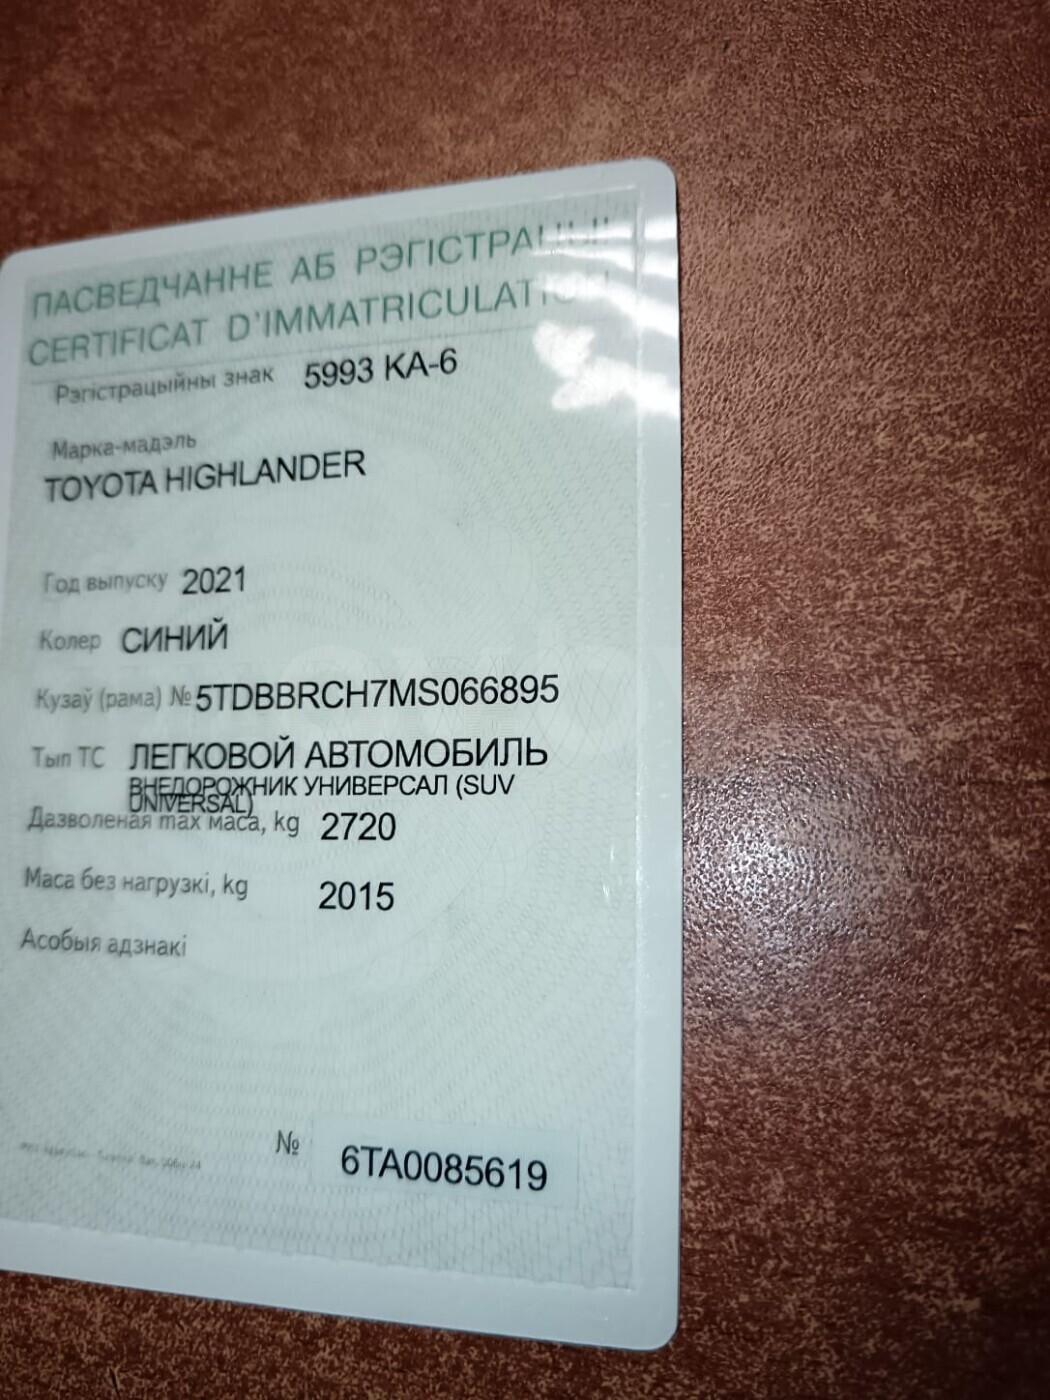 ПАСВЕДЧАННЕ АБ РЭГІСТРАЦЫІ
CERTIFICAT D'IMMATRICULATION
Рэгістрацыйны знак 5993 KA-6
Марка-мадэль
TOYOTA HIGHLANDER
Год выпуску 2021
Колер СИНИЙ
Кузаў (рама) № 5TDBBRCH7MS066895
Тып ТС ЛЕГКОВОЙ АВТОМОБИЛЬ
ВНЕДОРОЖНИК УНИВЕРСАЛ (SUV
UNIVERSAL)
Дазволеная max маса, kg 2720
Маса без нагрузкі, kg 2015
Асобыя адзнакі
№ 6TA0085619